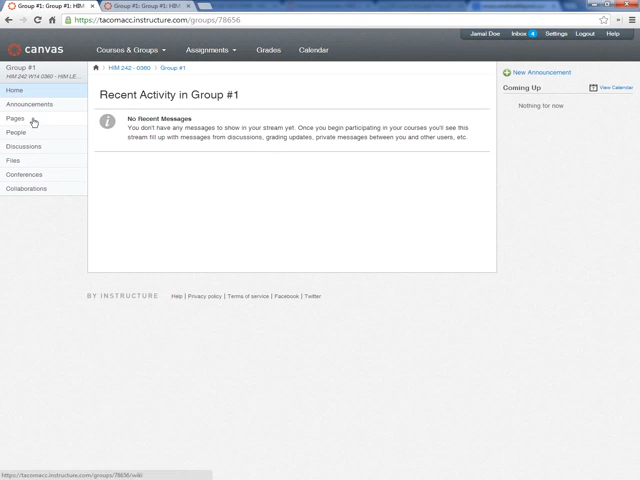 Group #1: Group #1: HIM
Group #1: Group #1: HIM
https://tacomacc.instructure.com/groups/78656
canvas
Courses & Groups
Assignments
Grades
Calendar
Jamal Doe
Inbox 4
Settings
Logout
Help
Group #1
HIM 242 W14 0360 - HIM LE...
HIM 242 - 0360
Group #1
Home
Announcements
Pages
People
Discussions
Files
Conferences
Collaborations
Recent Activity in Group #1
No Recent Messages
You don't have any messages to show in your stream yet. Once you begin participating in your courses you'll see this
stream fill up with messages from discussions, grading updates, private messages between you and other users, etc.
New Announcement
Coming Up
View Calendar
Nothing for now
BY INSTRUCTURE
Help | Privacy policy | Terms of service | Facebook | Twitter
https://tacomacc.instructure.com/groups/78656/wiki